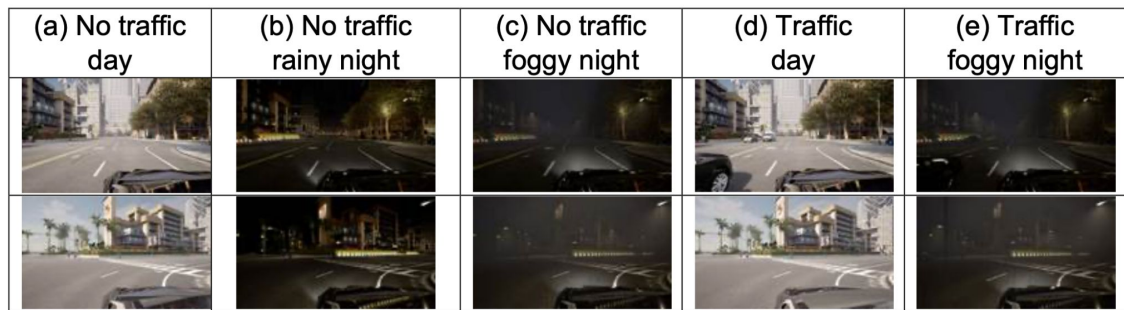 (a) No traffic
day
(b) No traffic
rainy night
(c) No traffic
foggy night
(d) Traffic
day
(e) Traffic
foggy night